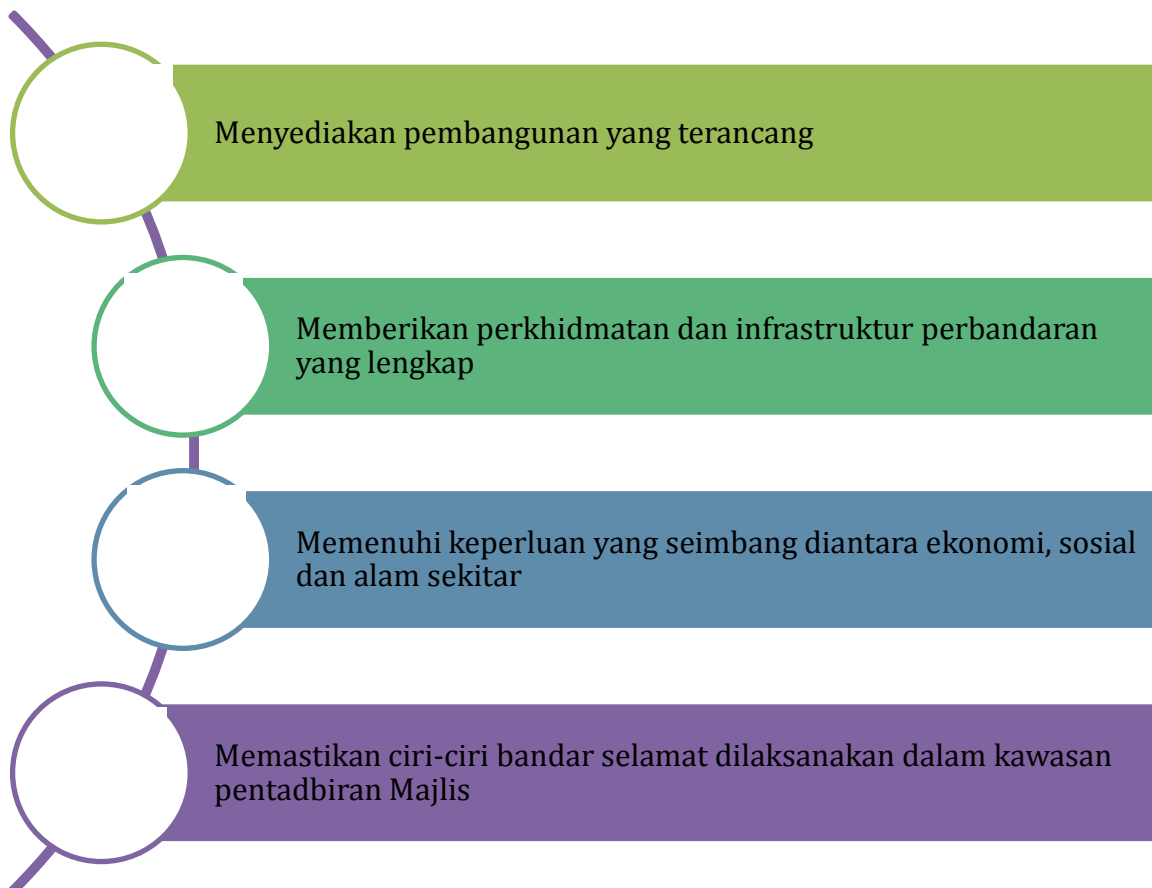 Menyediakan pembangunan yang terancang
Memberikan perkhidmatan dan infrastruktur perbandaran
yang lengkap
Memenuhi keperluan yang seimbang diantara ekonomi, sosial
dan alam sekitar
Memastikan ciri-ciri bandar selamat dilaksanakan dalam kawasan
pentadbiran Majlis